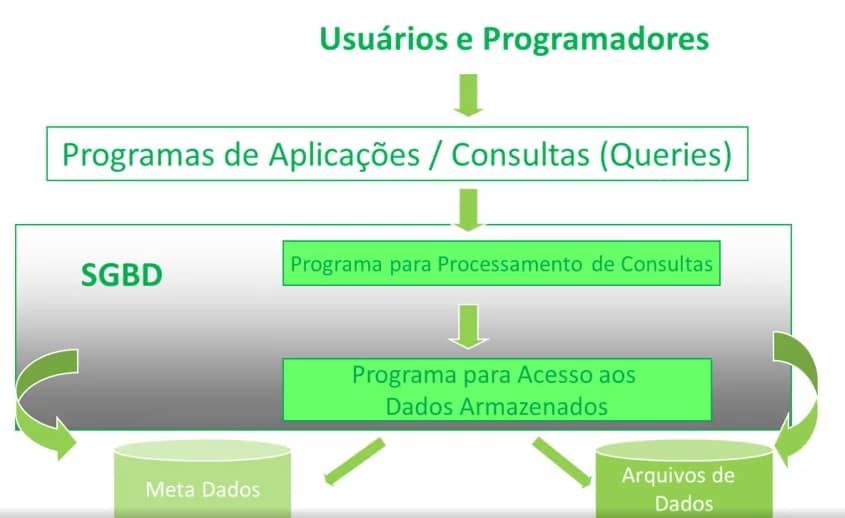 Usuários e Programadores
Programas de Aplicações / Consultas (Queries)
SGBD
Programa para Processamento de Consultas
Programa para Acesso aos
Dados Armazenados
Meta Dados
Arquivos de
Dados